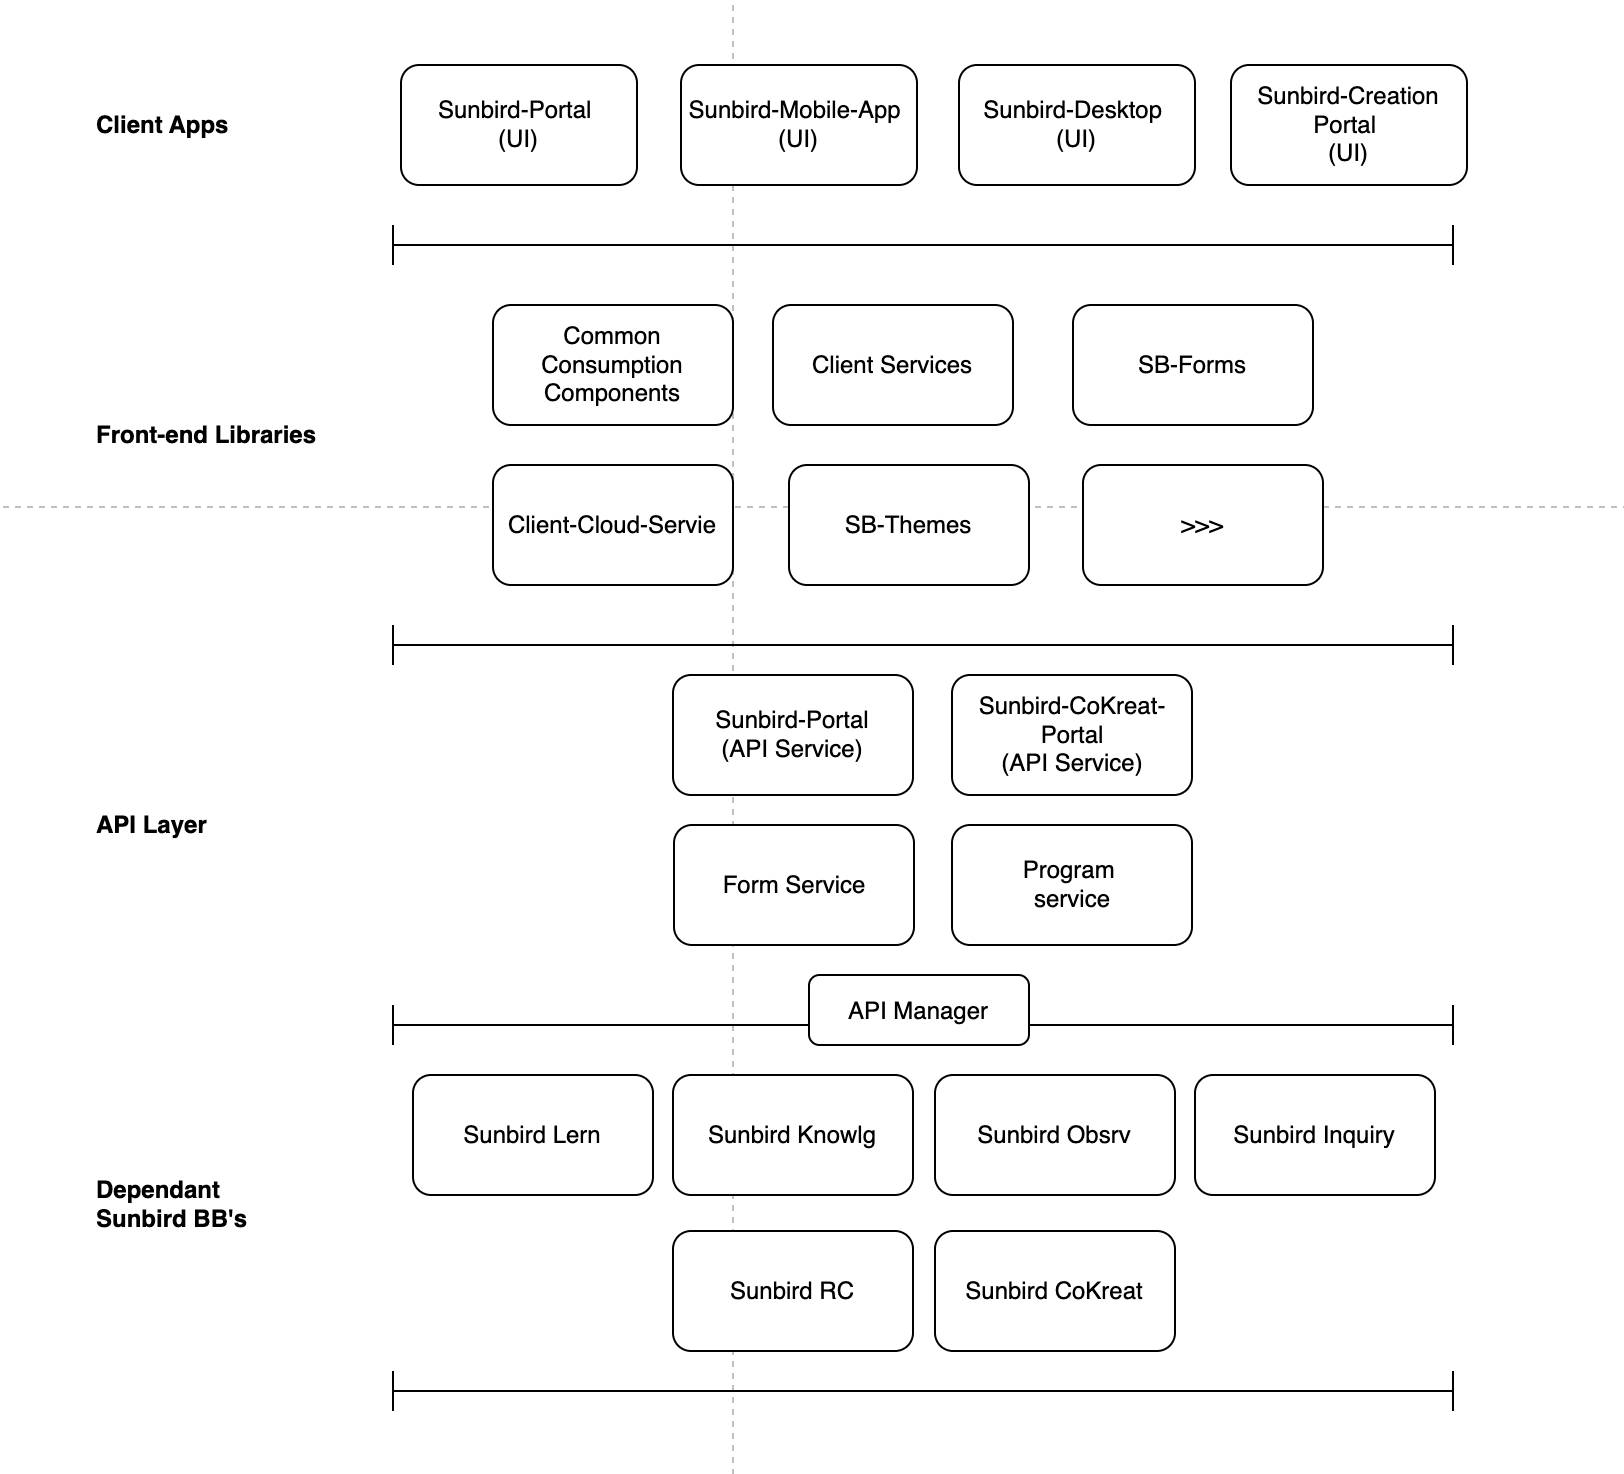 Client Apps
Sunbird-Portal
(UI)
Sunbird-Mobile-App
(UI)
Sunbird-Desktop
(UI)
Sunbird-Creation
Portal
(UI)
Front-end Libraries
Common
Consumption
Components
Client Services
SB-Forms
Client-Cloud-Servie
SB-Themes
>>>
API Layer
Sunbird-Portal
(API Service)
Sunbird-CoKreat-
Portal
(API Service)
Form Service
Program
service
API Manager
Dependant
Sunbird BB's
Sunbird Lern
Sunbird Knowlg
Sunbird Obsrv
Sunbird Inquiry
Sunbird RC
Sunbird CoKreat